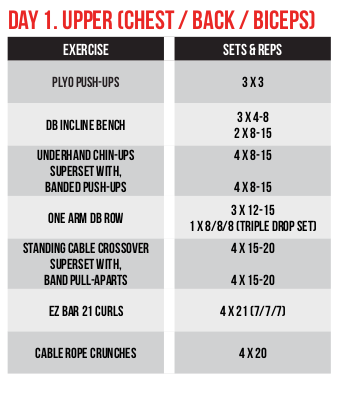 DAY 1. UPPER (CHEST / BACK / BICEPS)
EXERCISE
SETS & REPS
PLYO PUSH-UPS
3 X 3
DB INCLINE BENCH
3 X 4-8
2 X 8-15
UNDERHAND CHIN-UPS
SUPERSET WITH,
BANDED PUSH-UPS
4 X 8-15
4 X 8-15
ONE ARM DB ROW
3 X 12-15
1 X 8/8/8 (TRIPLE DROP SET)
STANDING CABLE CROSSOVER
SUPERSET WITH,
BAND PULL-APARTS
4 X 15-20
4 X 15-20
EZ BAR 21 CURLS
4 X 21 (7/7/7)
CABLE ROPE CRUNCHES
4 X 20